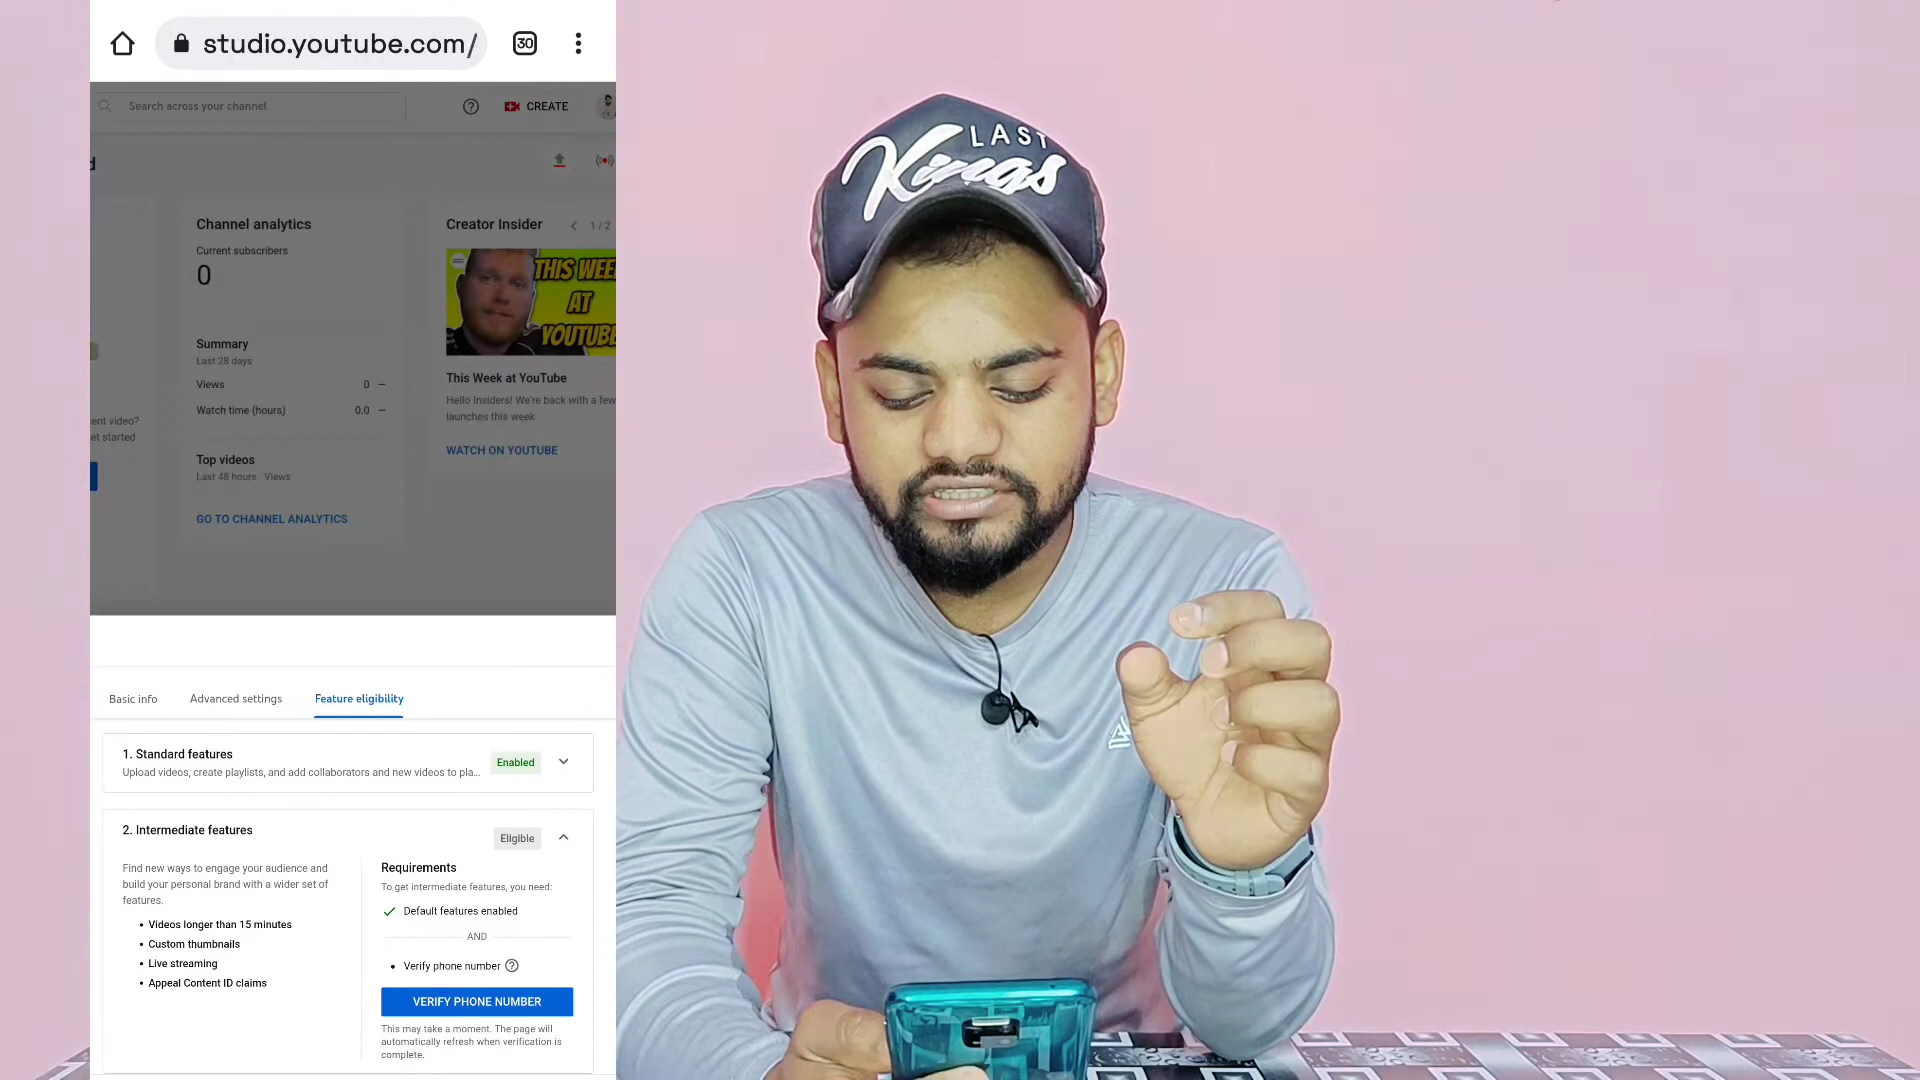 studio.youtube.com/
30
Search across your channel
CREATE
d
Channel analytics
Current subscribers
0
Summary
Last 28 days
Views 0 –
Watch time (hours) 0.0 –
Top videos
Last 48 hours Views
GO TO CHANNEL ANALYTICS
Creator Insider
1 / 2
THIS WEE
AT
YOUTUBE
This Week at YouTube
Hello Insiders! We're back with a few
launches this week
WATCH ON YOUTUBE
ent video?
et started
Basic info
Advanced settings
Feature eligibility
1. Standard features
Upload videos, create playlists, and add collaborators and new videos to pla...
Enabled
2. Intermediate features
Eligible
Find new ways to engage your audience and
build your personal brand with a wider set of
features.
• Videos longer than 15 minutes
• Custom thumbnails
• Live streaming
• Appeal Content ID claims
Requirements
To get intermediate features, you need:
Default features enabled
AND
• Verify phone number
VERIFY PHONE NUMBER
This may take a moment. The page will
automatically refresh when verification is
complete.
LAST
Kings